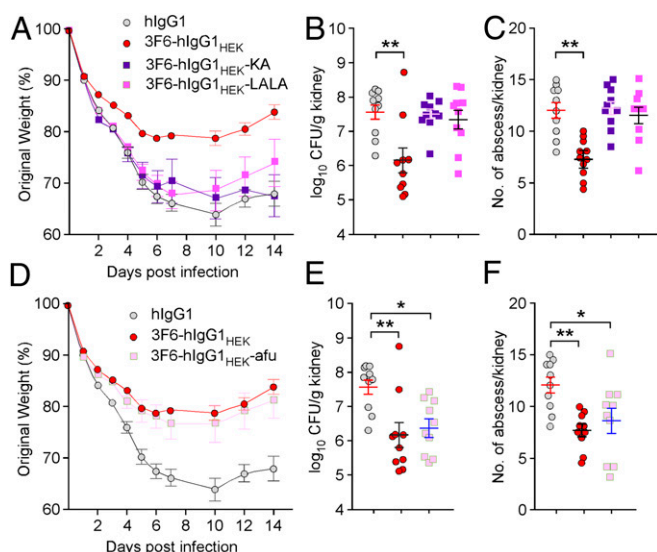 A
hIgG1
3F6-hIgG1HEK
3F6-hIgG1HEK-KA
3F6-hIgG1HEK-LALA
Original Weight (%)
100
90
80
70
60
2 4 6 8 10 12 14
Days post infection
B
**
log10 CFU/g kidney
10
9
8
7
6
5
4
C
**
No. of abscess/kidney
20
15
10
5
0
D
hIgG1
3F6-hIgG1HEK
3F6-hIgG1HEK-afu
Original Weight (%)
100
90
80
70
60
2 4 6 8 10 12 14
Days post infection
E
*
**
log10 CFU/g kidney
10
9
8
7
6
5
4
F
*
**
No. of abscess/kidney
20
15
10
5
0